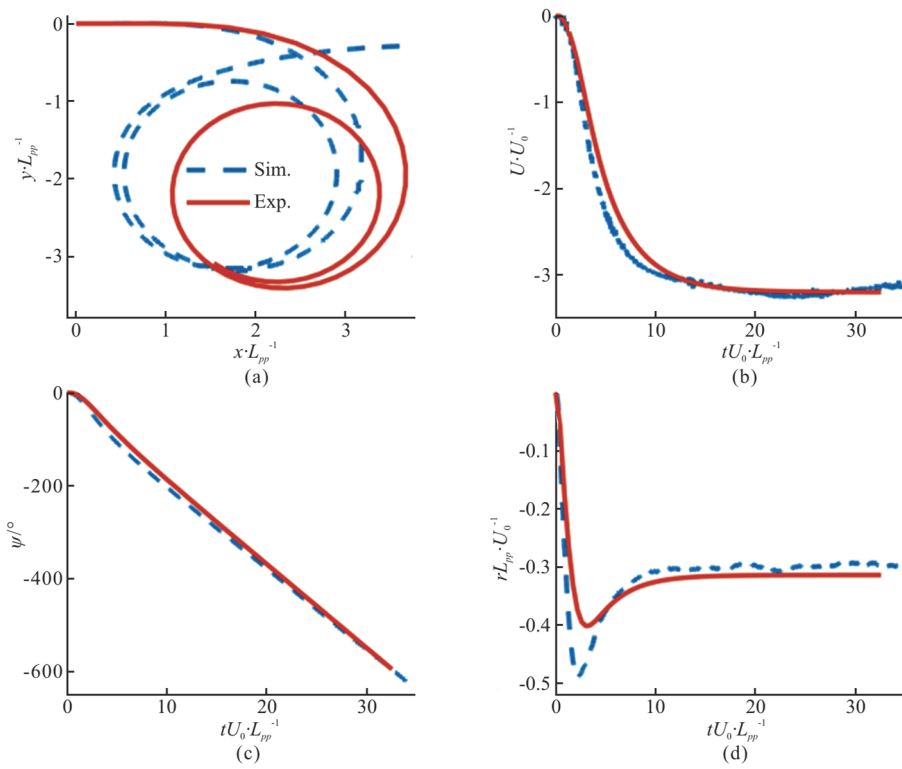 0
-1
-2
-3
y·L_pp^-1
Sim.
Exp.
0 1 2 3
x·L_pp^-1
(a)
0
-1
-2
-3
U·U_0^-1
0 10 20 30
tU_0·L_pp^-1
(b)
0
-200
-400
-600
ψ/°
0 10 20 30
tU_0·L_pp^-1
(c)
-0.1
-0.2
-0.3
-0.4
-0.5
rL_pp·U_0^-1
0 10 20 30
tU_0·L_pp^-1
(d)